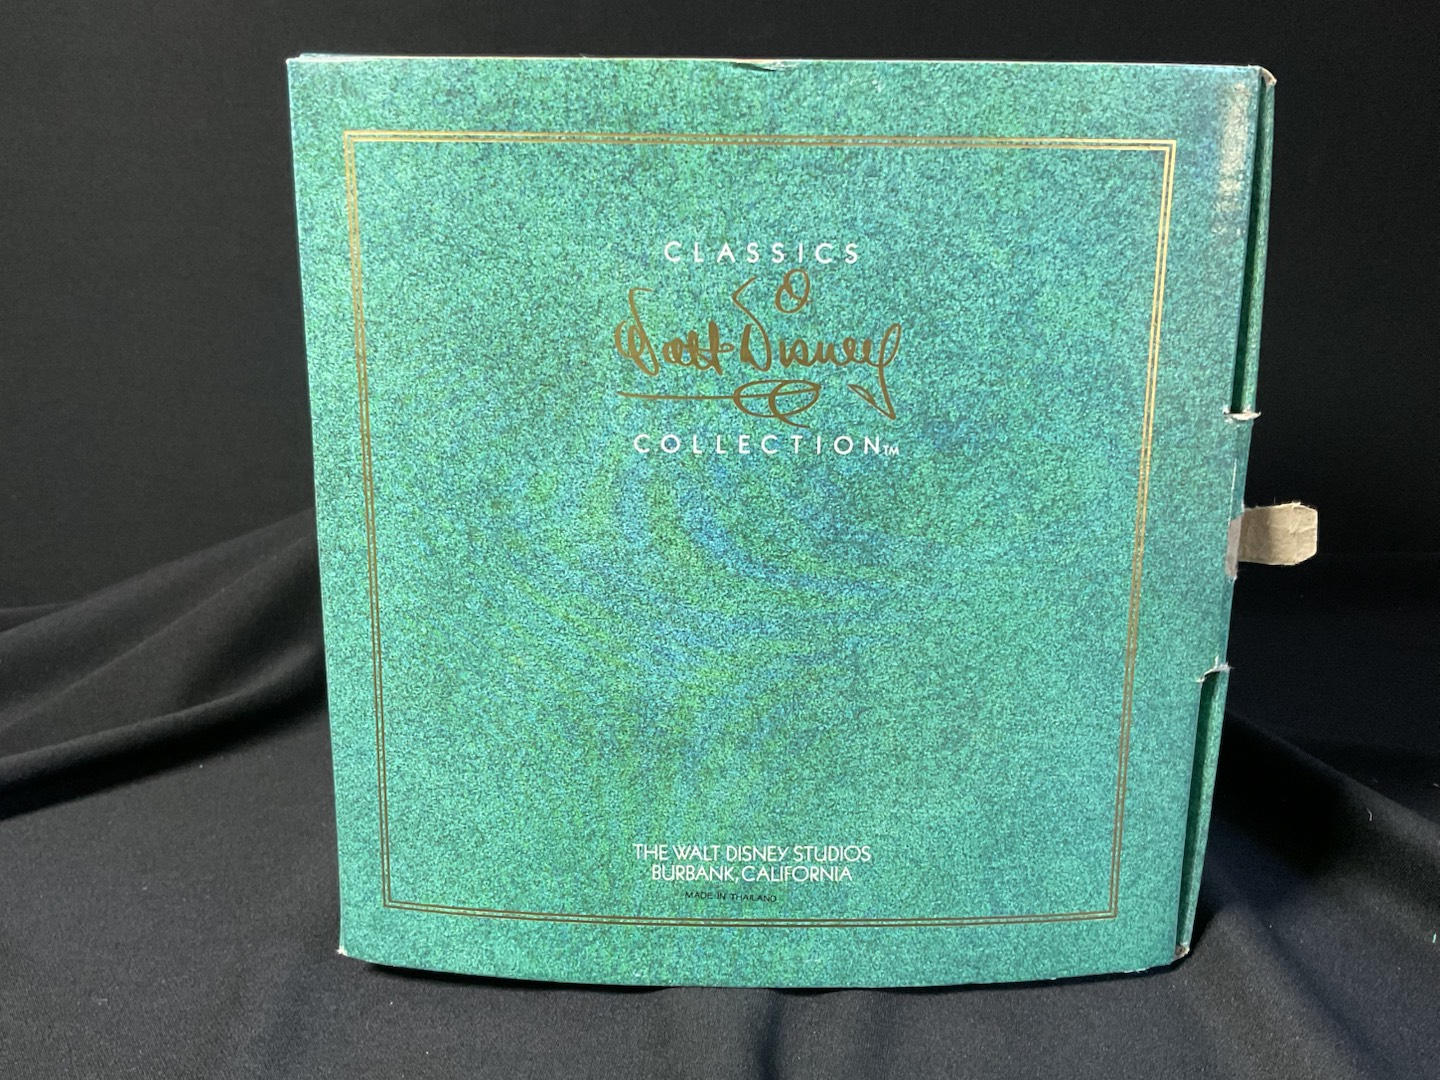 CLASSICS
Walt Disney
COLLECTION™
THE WALT DISNEY STUDIOS
BURBANK, CALIFORNIA
MADE IN THAILAND